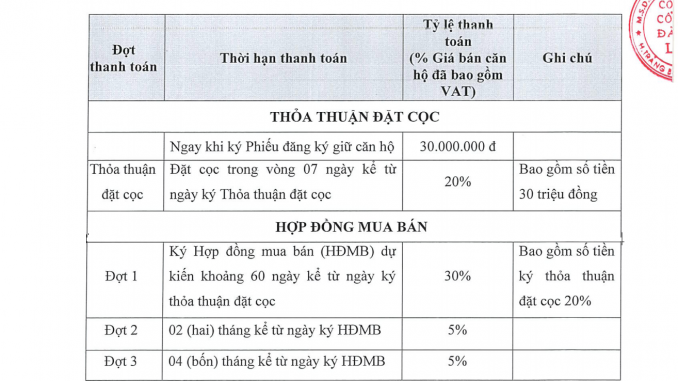 Đợt
thanh toán
Thời hạn thanh toán
Tỷ lệ thanh
toán
(% Giá bán căn
hộ đã bao gồm
VAT)
Ghi chú
THỎA THUẬN ĐẶT CỌC
Ngay khi ký Phiếu đăng ký giữ căn hộ
30.000.000 đ
Thỏa thuận
đặt cọc
Đặt cọc trong vòng 07 ngày kể từ
ngày ký Thỏa thuận đặt cọc
20%
Bao gồm số tiền
30 triệu đồng
HỢP ĐỒNG MUA BÁN
Đợt 1
Ký Hợp đồng mua bán (HĐMB) dự
kiến khoảng 60 ngày kể từ ngày ký
thỏa thuận đặt cọc
30%
Bao gồm số tiền
ký thỏa thuận
đặt cọc 20%
Đợt 2
02 (hai) tháng kể từ ngày ký HĐMB
5%
Đợt 3
04 (bốn) tháng kể từ ngày ký HĐMB
5%